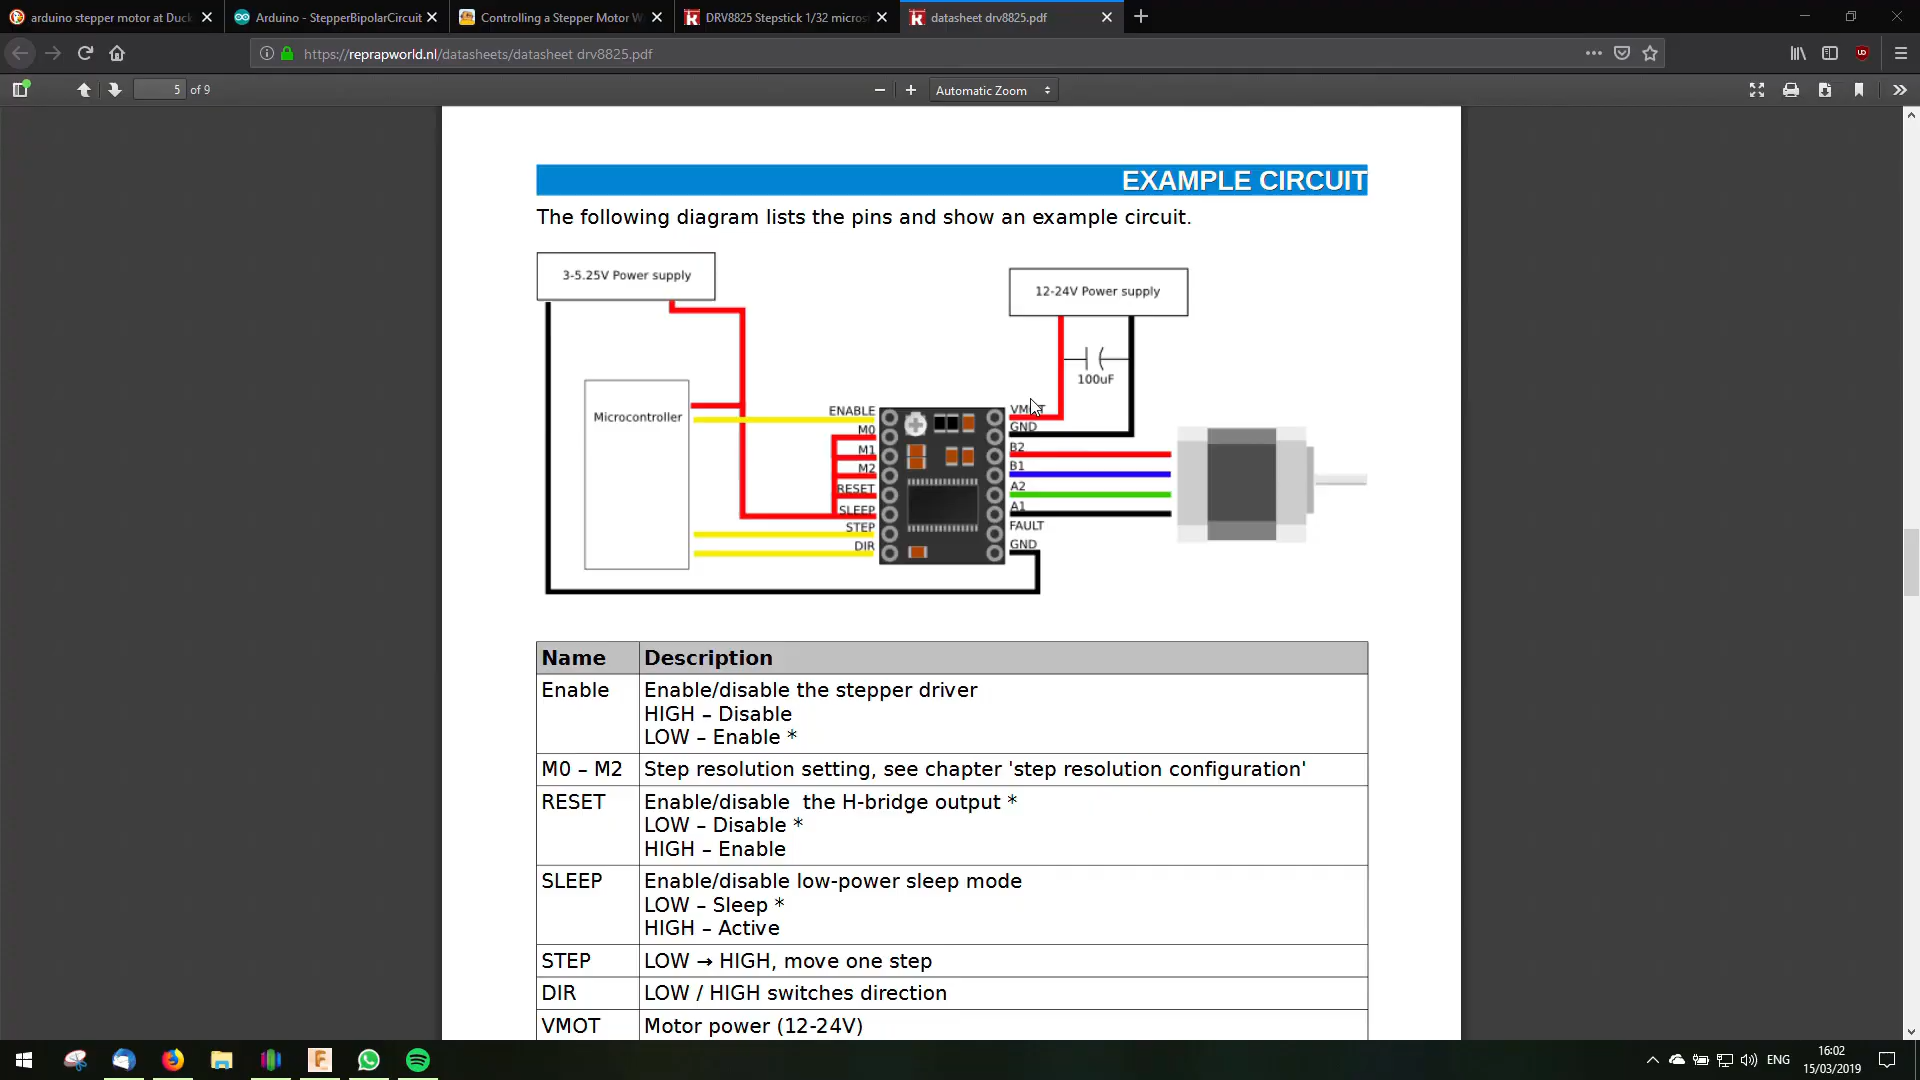 arduino stepper motor at Duck
Arduino - StepperBipolarCircuit
Controlling a Stepper Motor W
DRV8825 Stepstick 1/32 micros
datasheet drv8825.pdf
https://reprapworld.nl/datasheets/datasheet drv8825.pdf
5 of 9
Automatic Zoom
EXAMPLE CIRCUIT
The following diagram lists the pins and show an example circuit.
3-5.25V Power supply
12-24V Power supply
100uF
Microcontroller
ENABLE
M0
M1
M2
RESET
SLEEP
STEP
DIR
VMOT
GND
B2
B1
A2
A1
FAULT
GND
Name Description
Enable Enable/disable the stepper driver
HIGH – Disable
LOW – Enable *
M0 – M2 Step resolution setting, see chapter 'step resolution configuration'
RESET Enable/disable the H-bridge output *
LOW – Disable *
HIGH – Enable
SLEEP Enable/disable low-power sleep mode
LOW – Sleep *
HIGH – Active
STEP LOW → HIGH, move one step
DIR LOW / HIGH switches direction
VMOT Motor power (12-24V)
ENG
16:02
15/03/2019